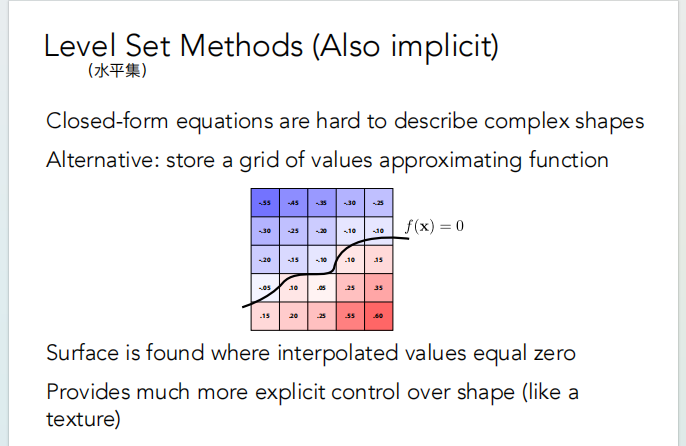 Level Set Methods (Also implicit)
(水平集)
Closed-form equations are hard to describe complex shapes
Alternative: store a grid of values approximating function
-.55 -.45 -.35 -.30 -.25
-.30 -.25 -.20 -.10 -.10
f(x) = 0
-.20 -.15 -.10 .10 .15
-.05 .10 .05 .25 .35
.15 .20 .25 .55 .60
Surface is found where interpolated values equal zero
Provides much more explicit control over shape (like a
texture)